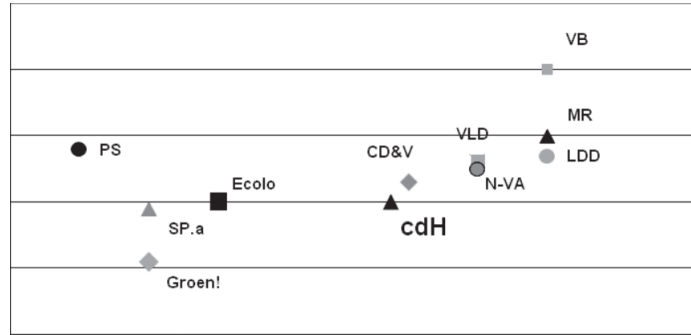 VB
MR
VLD
PS
CD&V
LDD
Ecolo
N-VA
SP.a
cdH
Groen!